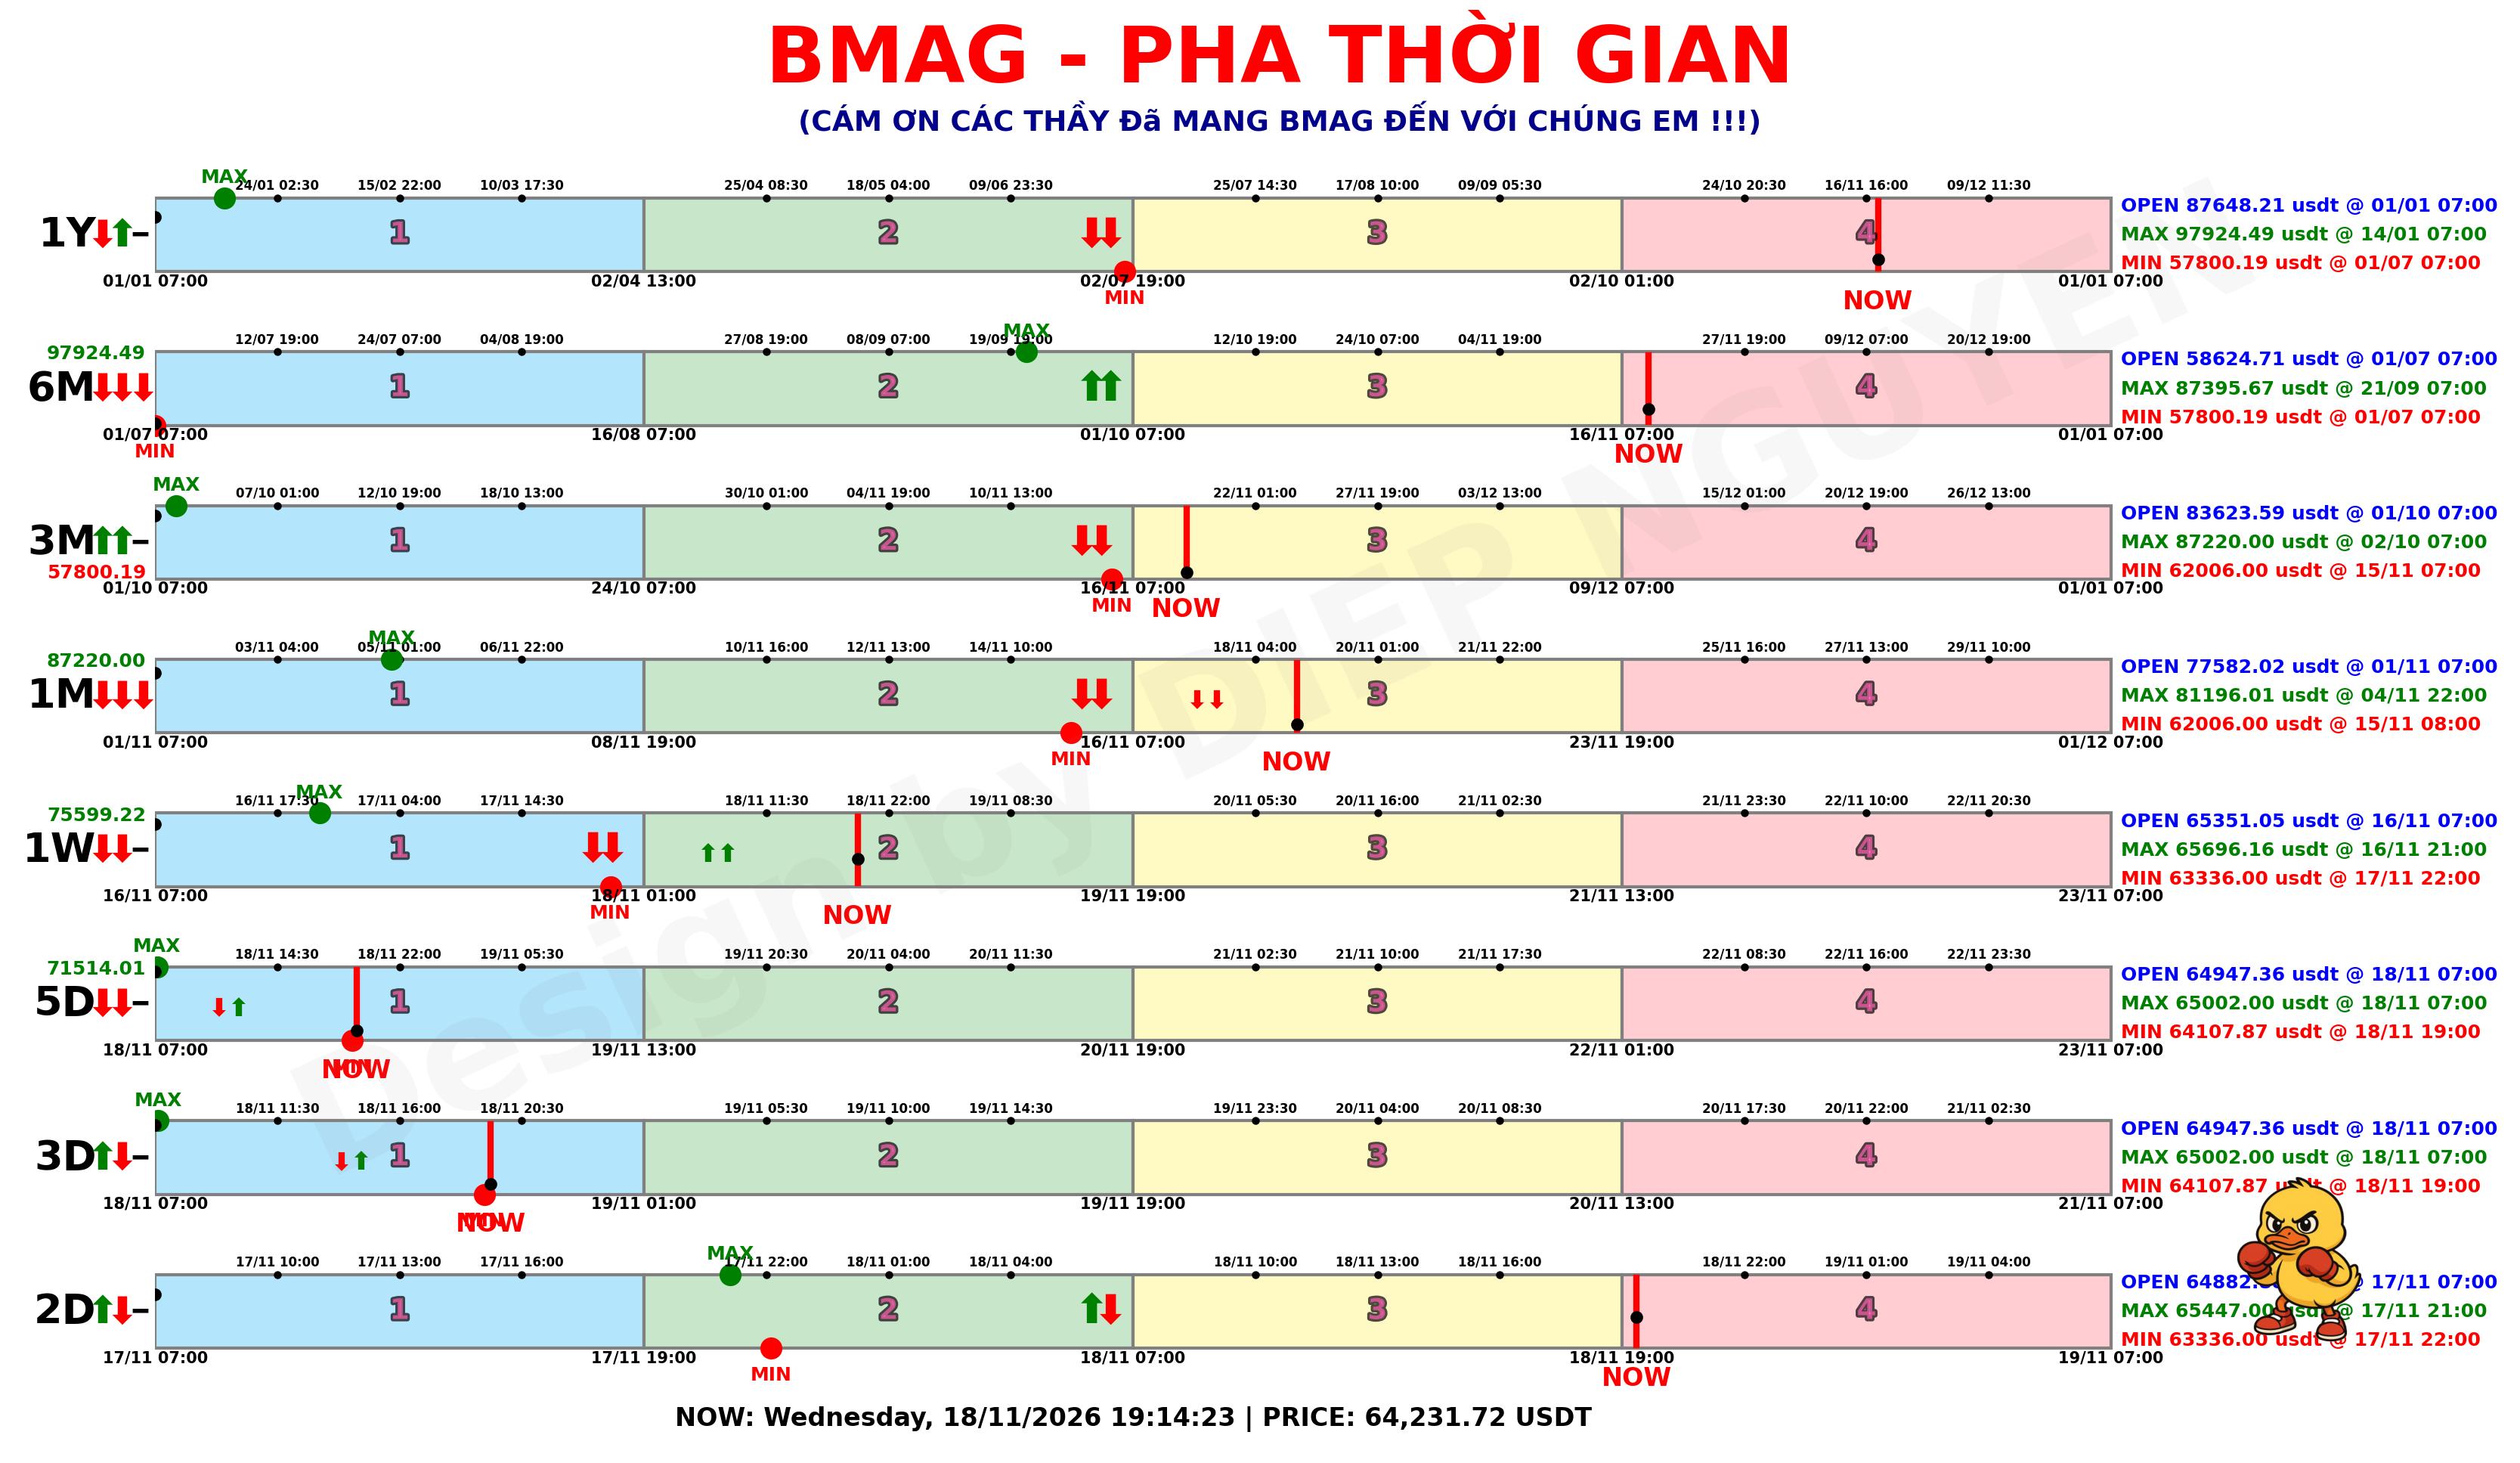 BMAG - PHA THỜI GIAN
(CÁM ƠN CÁC THẦY Đã MANG BMAG ĐẾN VỚI CHÚNG EM !!!)
MAX
24/01 02:30 15/02 22:00 10/03 17:30 25/04 08:30 18/05 04:00 09/06 23:30 25/07 14:30 17/08 10:00 09/09 05:30 24/10 20:30 16/11 16:00 09/12 11:30
OPEN 87648.21 usdt @ 01/01 07:00
1Y 1 2 3 4 MAX 97924.49 usdt @ 14/01 07:00
MIN 57800.19 usdt @ 01/07 07:00
01/01 07:00 02/04 13:00 02/07 19:00 02/10 01:00 01/01 07:00
MIN NOW
MAX
12/07 19:00 24/07 07:00 04/08 19:00 27/08 19:00 08/09 07:00 19/09 19:00 12/10 19:00 24/10 07:00 04/11 19:00 27/11 19:00 09/12 07:00 20/12 19:00
97924.49 OPEN 58624.71 usdt @ 01/07 07:00
6M 1 2 3 4 MAX 87395.67 usdt @ 21/09 07:00
MIN 57800.19 usdt @ 01/07 07:00
01/07 07:00 16/08 07:00 01/10 07:00 16/11 07:00 01/01 07:00
MIN NOW
MAX
07/10 01:00 12/10 19:00 18/10 13:00 30/10 01:00 04/11 19:00 10/11 13:00 22/11 01:00 27/11 19:00 03/12 13:00 15/12 01:00 20/12 19:00 26/12 13:00
OPEN 83623.59 usdt @ 01/10 07:00
3M 1 2 3 4 MAX 87220.00 usdt @ 02/10 07:00
57800.19 MIN 62006.00 usdt @ 15/11 07:00
01/10 07:00 24/10 07:00 16/11 07:00 09/12 07:00 01/01 07:00
MIN NOW
MAX
03/11 04:00 05/11 01:00 06/11 22:00 10/11 16:00 12/11 13:00 14/11 10:00 18/11 04:00 20/11 01:00 21/11 22:00 25/11 16:00 27/11 13:00 29/11 10:00
87220.00 OPEN 77582.02 usdt @ 01/11 07:00
1M 1 2 3 4 MAX 81196.01 usdt @ 04/11 22:00
MIN 62006.00 usdt @ 15/11 08:00
01/11 07:00 08/11 19:00 16/11 07:00 23/11 19:00 01/12 07:00
MIN NOW
MAX
16/11 17:30 17/11 04:00 17/11 14:30 18/11 11:30 18/11 22:00 19/11 08:30 20/11 05:30 20/11 16:00 21/11 02:30 21/11 23:30 22/11 10:00 22/11 20:30
75599.22 OPEN 65351.05 usdt @ 16/11 07:00
1W 1 2 3 4 MAX 65696.16 usdt @ 16/11 21:00
MIN 63336.00 usdt @ 17/11 22:00
16/11 07:00 18/11 01:00 19/11 19:00 21/11 13:00 23/11 07:00
MIN NOW
MAX
18/11 14:30 18/11 22:00 19/11 05:30 19/11 20:30 20/11 04:00 20/11 11:30 21/11 02:30 21/11 10:00 21/11 17:30 22/11 08:30 22/11 16:00 22/11 23:30
71514.01 OPEN 64947.36 usdt @ 18/11 07:00
5D 1 2 3 4 MAX 65002.00 usdt @ 18/11 07:00
MIN 64107.87 usdt @ 18/11 19:00
18/11 07:00 19/11 13:00 20/11 19:00 22/11 01:00 23/11 07:00
MIN NOW
MAX
18/11 11:30 18/11 16:00 18/11 20:30 19/11 05:30 19/11 10:00 19/11 14:30 19/11 23:30 20/11 04:00 20/11 08:30 20/11 17:30 20/11 22:00 21/11 02:30
OPEN 64947.36 usdt @ 18/11 07:00
3D 1 2 3 4 MAX 65002.00 usdt @ 18/11 07:00
MIN 64107.87 usdt @ 18/11 19:00
18/11 07:00 19/11 01:00 19/11 19:00 20/11 13:00 21/11 07:00
MIN NOW
MAX
17/11 10:00 17/11 13:00 17/11 16:00 17/11 22:00 18/11 01:00 18/11 04:00 18/11 10:00 18/11 13:00 18/11 16:00 18/11 22:00 19/11 01:00 19/11 04:00
OPEN @ 17/11 07:00
2D 1 2 3 4 MAX 65447.00 usdt @ 17/11 21:00
MIN 63336.00 usdt @ 17/11 22:00
17/11 07:00 17/11 19:00 18/11 07:00 18/11 19:00 19/11 07:00
MIN NOW
NOW: Wednesday, 18/11/2026 19:14:23 | PRICE: 64,231.72 USDT
Design by DIEP NGUYEN